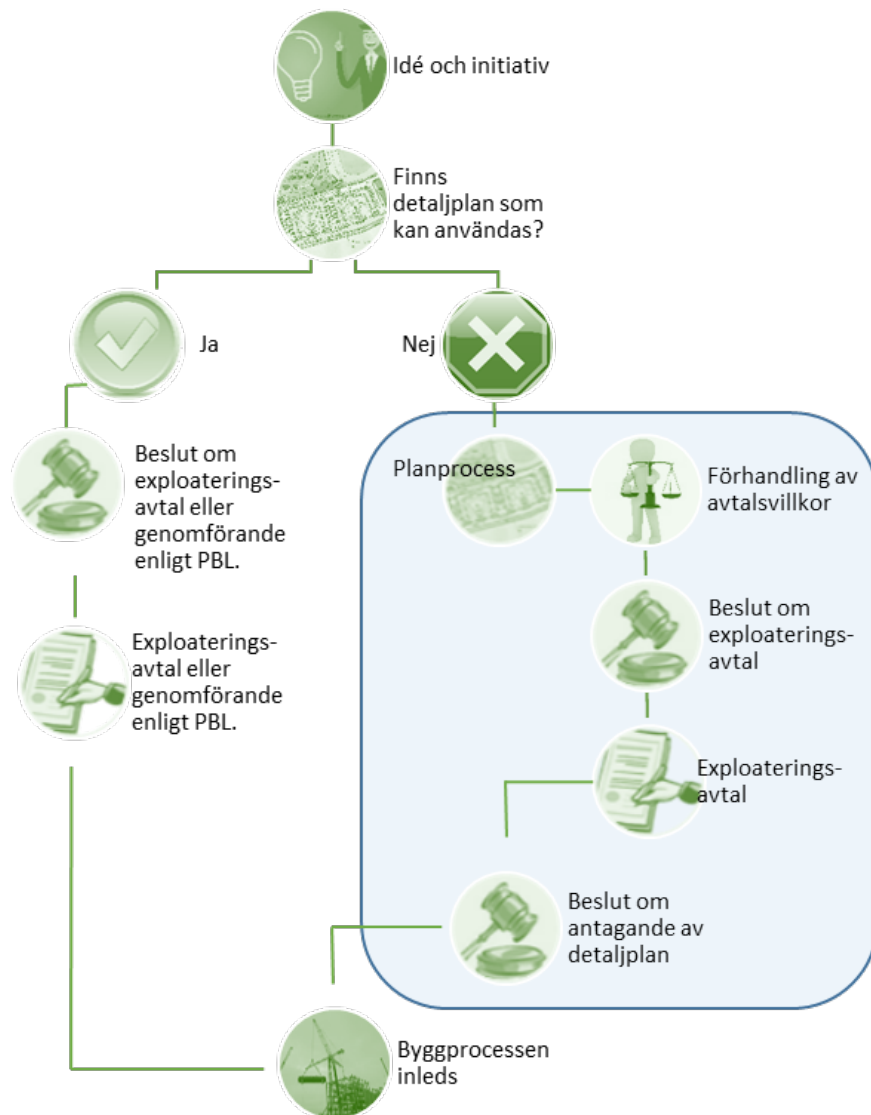 Idé och initiativ
Finns
detaljplan som
kan användas?
Ja
Nej
Beslut om
exploaterings-
avtal eller
genomförande
enligt PBL.
Exploaterings-
avtal eller
genomförande
enligt PBL.
Planprocess
Förhandling av
avtalsvillkor
Beslut om
exploaterings-
avtal
Exploaterings-
avtal
Beslut om
antagande av
detaljplan
Byggprocessen
inleds